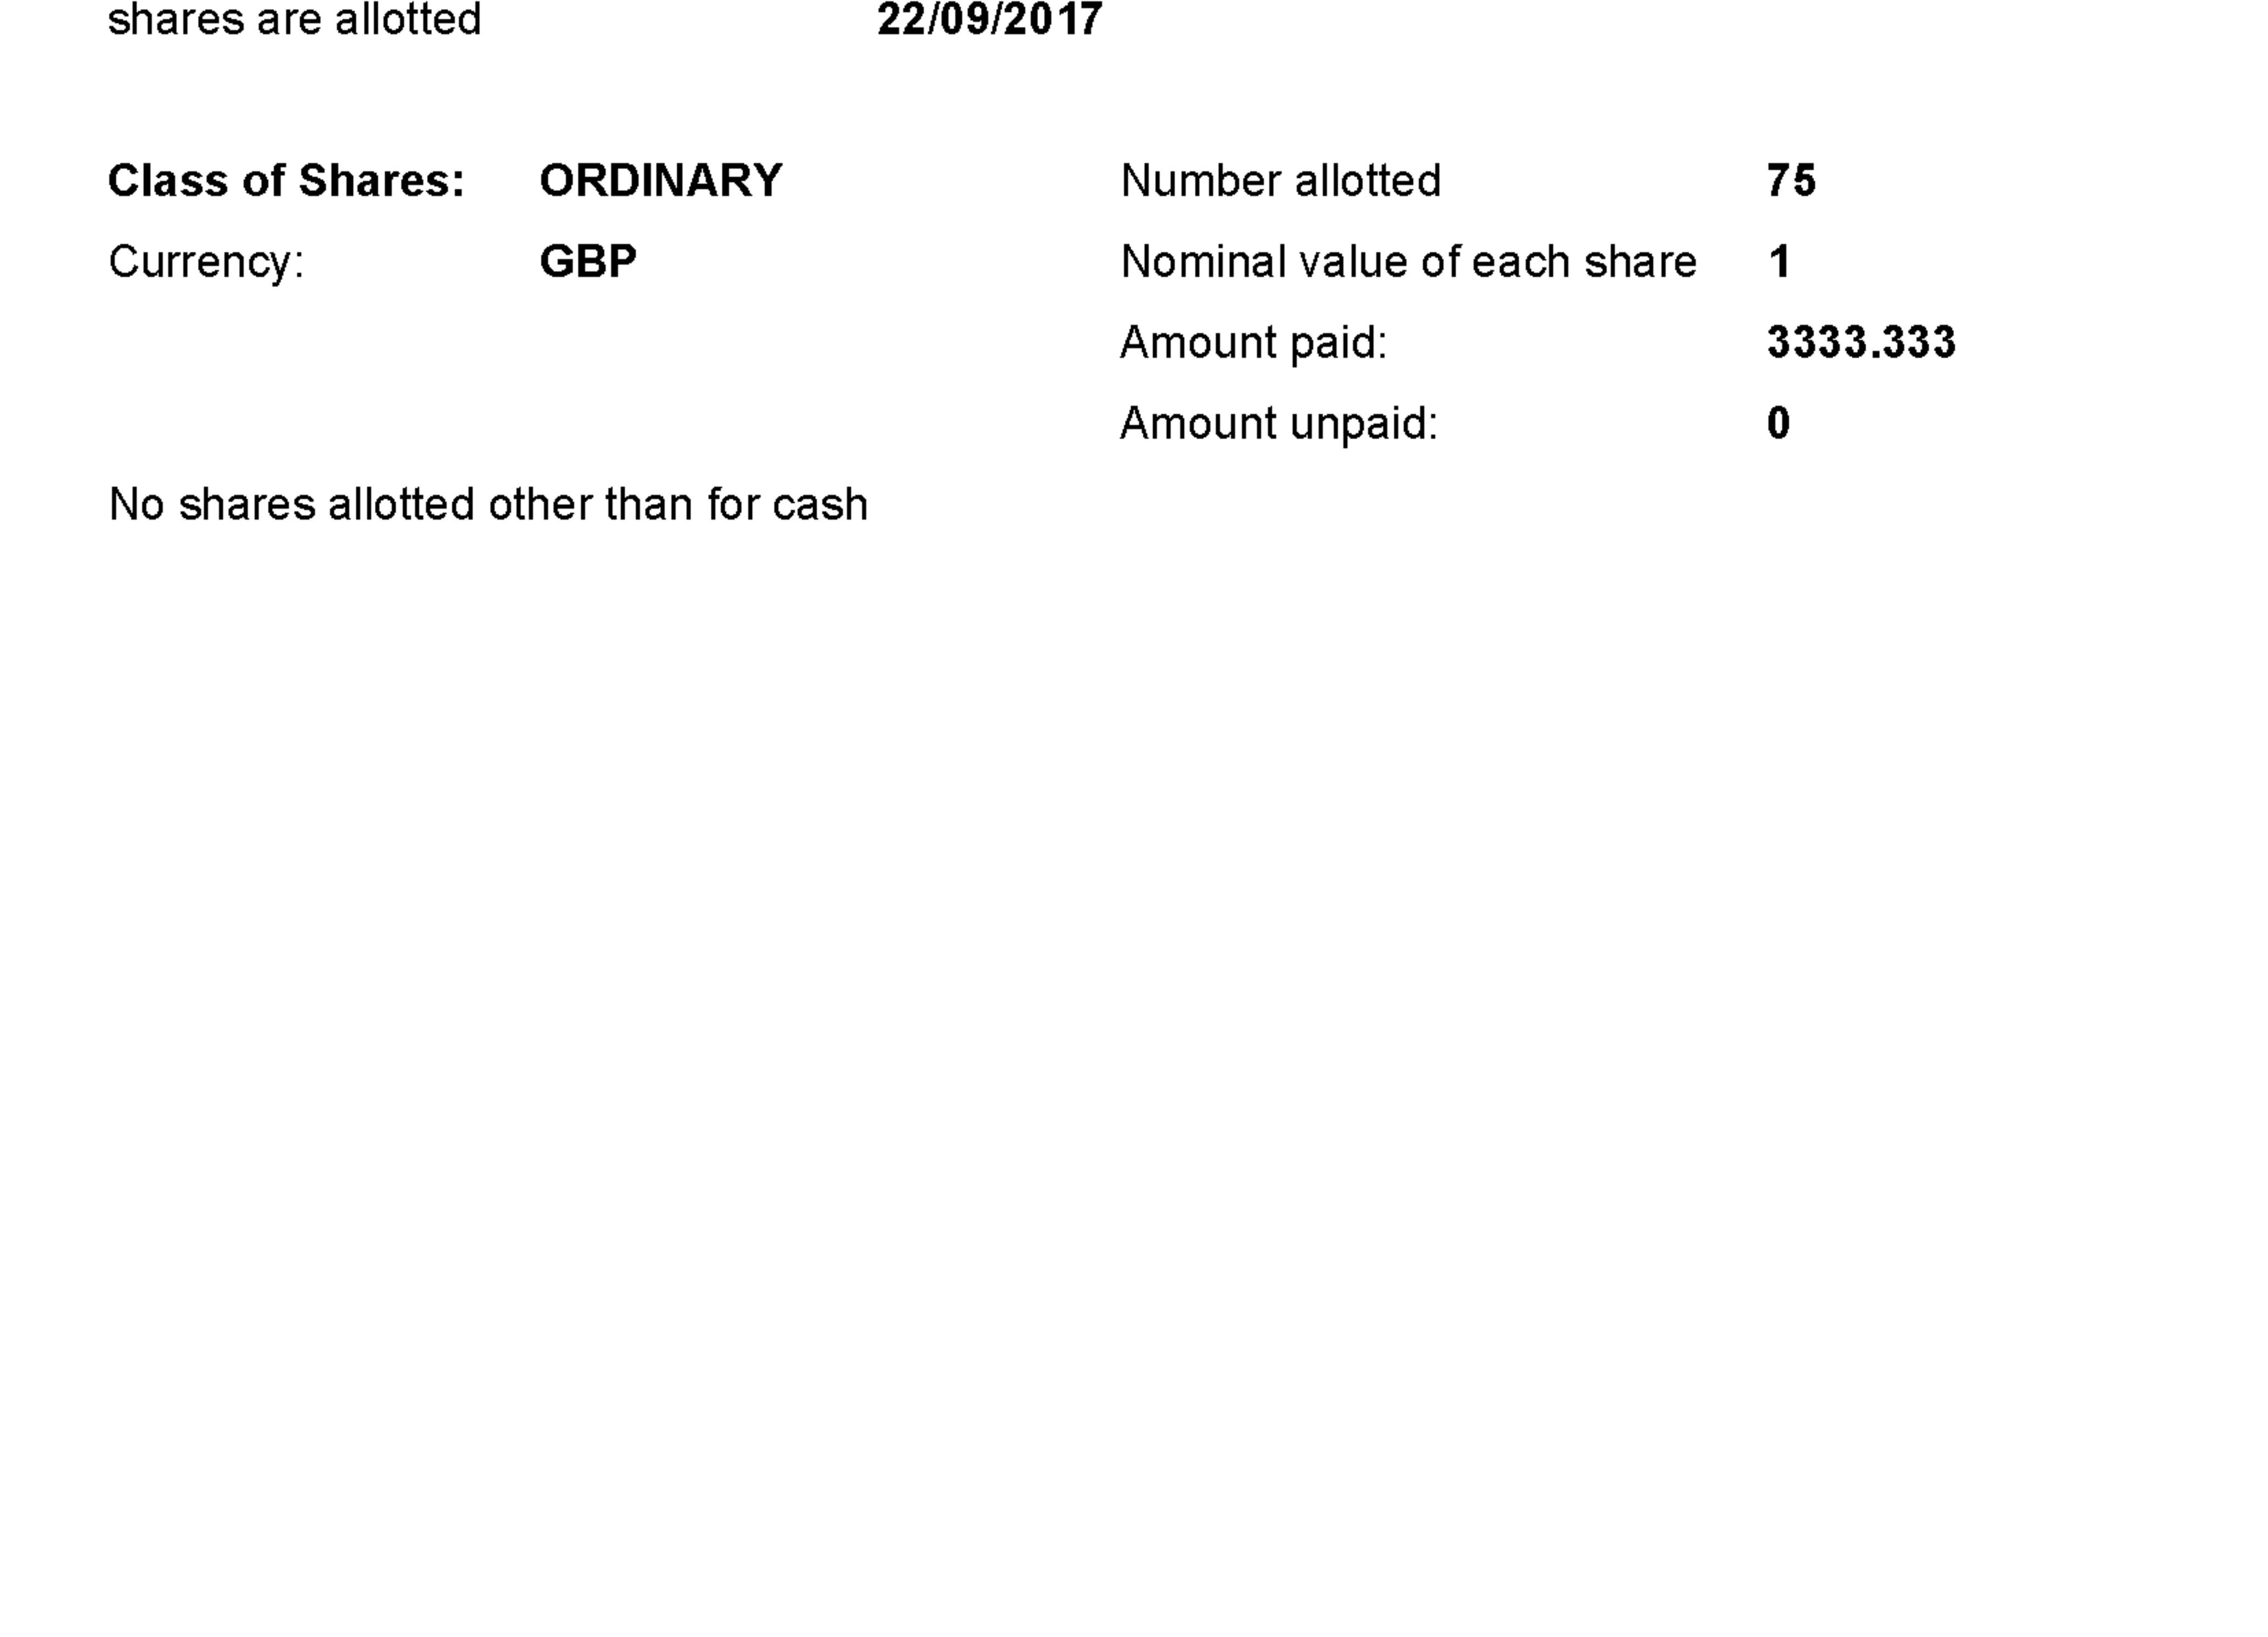 shares are allotted 22/09/2017
Class of Shares: ORDINARY Number allotted 75
Currency: GBP Nominal value of each share 1
Amount paid: 3333.333
Amount unpaid: 0
No shares allotted other than for cash